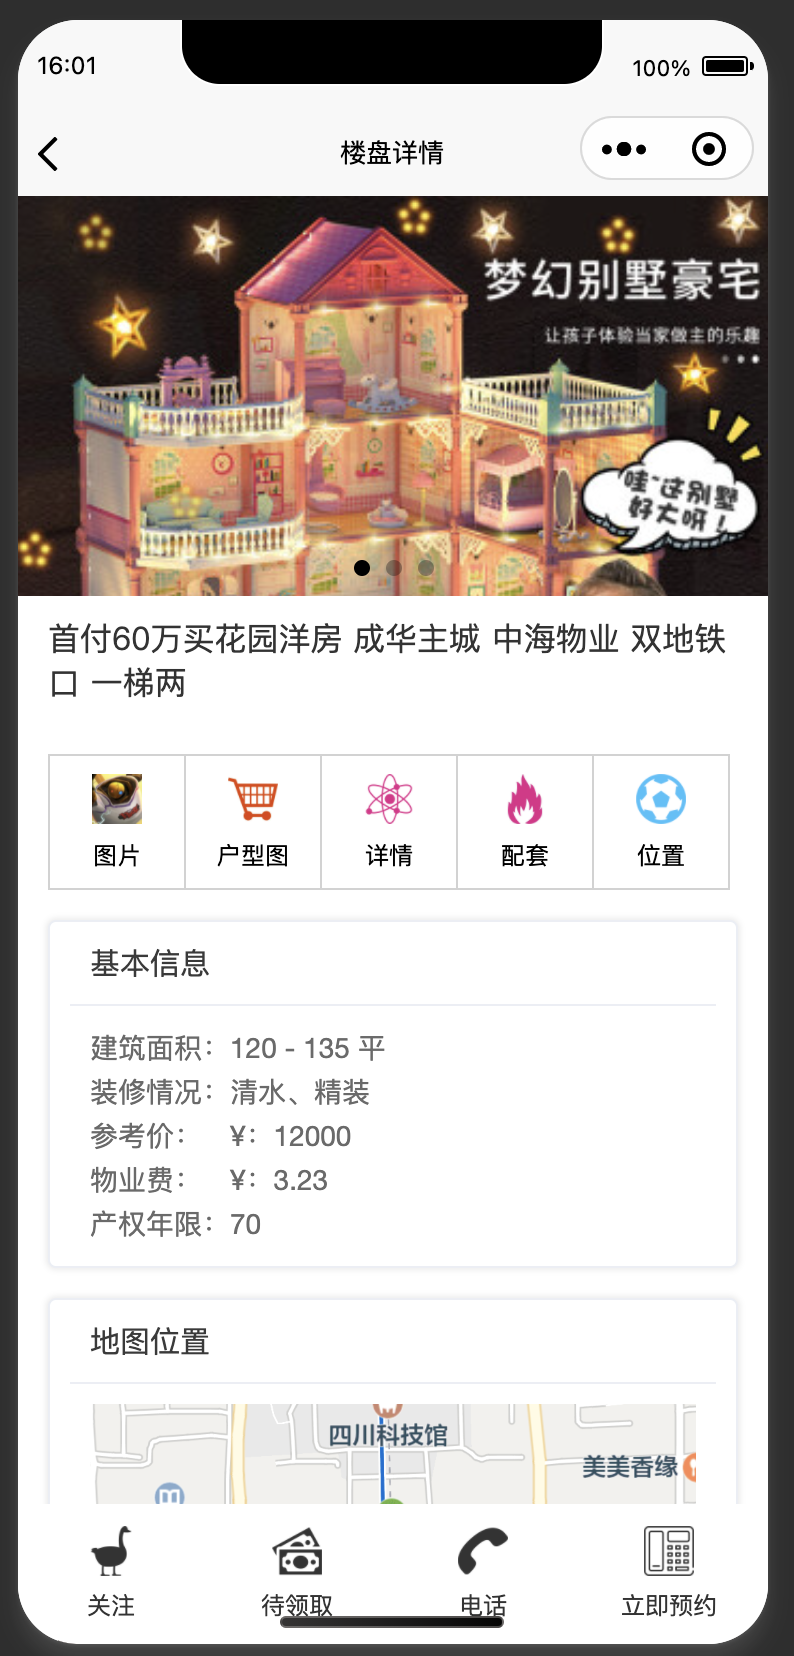 16:01
100%
楼盘详情
梦幻别墅豪宅
让孩子体验当家做主的乐趣
哇~这别墅
好大呀！
首付60万买花园洋房 成华主城 中海物业 双地铁
口 一梯两
图片 户型图 详情 配套 位置
基本信息
建筑面积：120 - 135 平
装修情况：清水、精装
参考价： ¥：12000
物业费： ¥：3.23
产权年限：70
地图位置
四川科技馆
美美香缘
关注 待领取 电话 立即预约